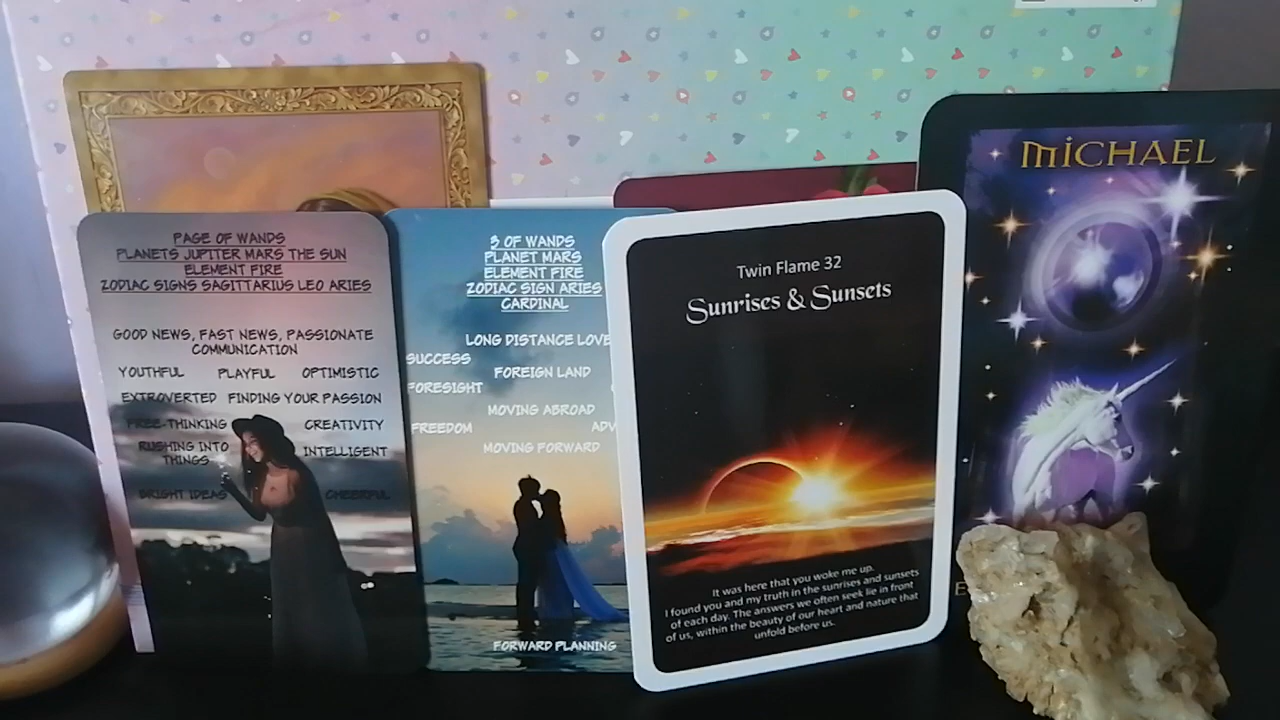 PAGE OF WANDS
PLANETS JUPITER MARS THE SUN
ELEMENT FIRE
ZODIAC SIGNS SAGITTARIUS LEO ARIES
GOOD NEWS, FAST NEWS, PASSIONATE
COMMUNICATION
YOUTHFUL PLAYFUL OPTIMISTIC
EXTROVERTED FINDING YOUR PASSION
FREE-THINKING CREATIVITY
RUSHING INTO THINGS INTELLIGENT
BRIGHT IDEAS CHEERFUL
3 OF WANDS
PLANET MARS
ELEMENT FIRE
ZODIAC SIGN ARIES
CARDINAL
LONG DISTANCE LOVE
SUCCESS
FOREIGN LAND
FORESIGHT
MOVING ABROAD
FREEDOM ADV
MOVING FORWARD
FORWARD PLANNING
Twin Flame 32
Sunrises & Sunsets
It was here that you woke me up.
I found you and my truth in the sunrises and sunsets
of each day. The answers we often seek lie in front
of us, within the beauty of our heart and nature that
unfold before us.
MICHAEL